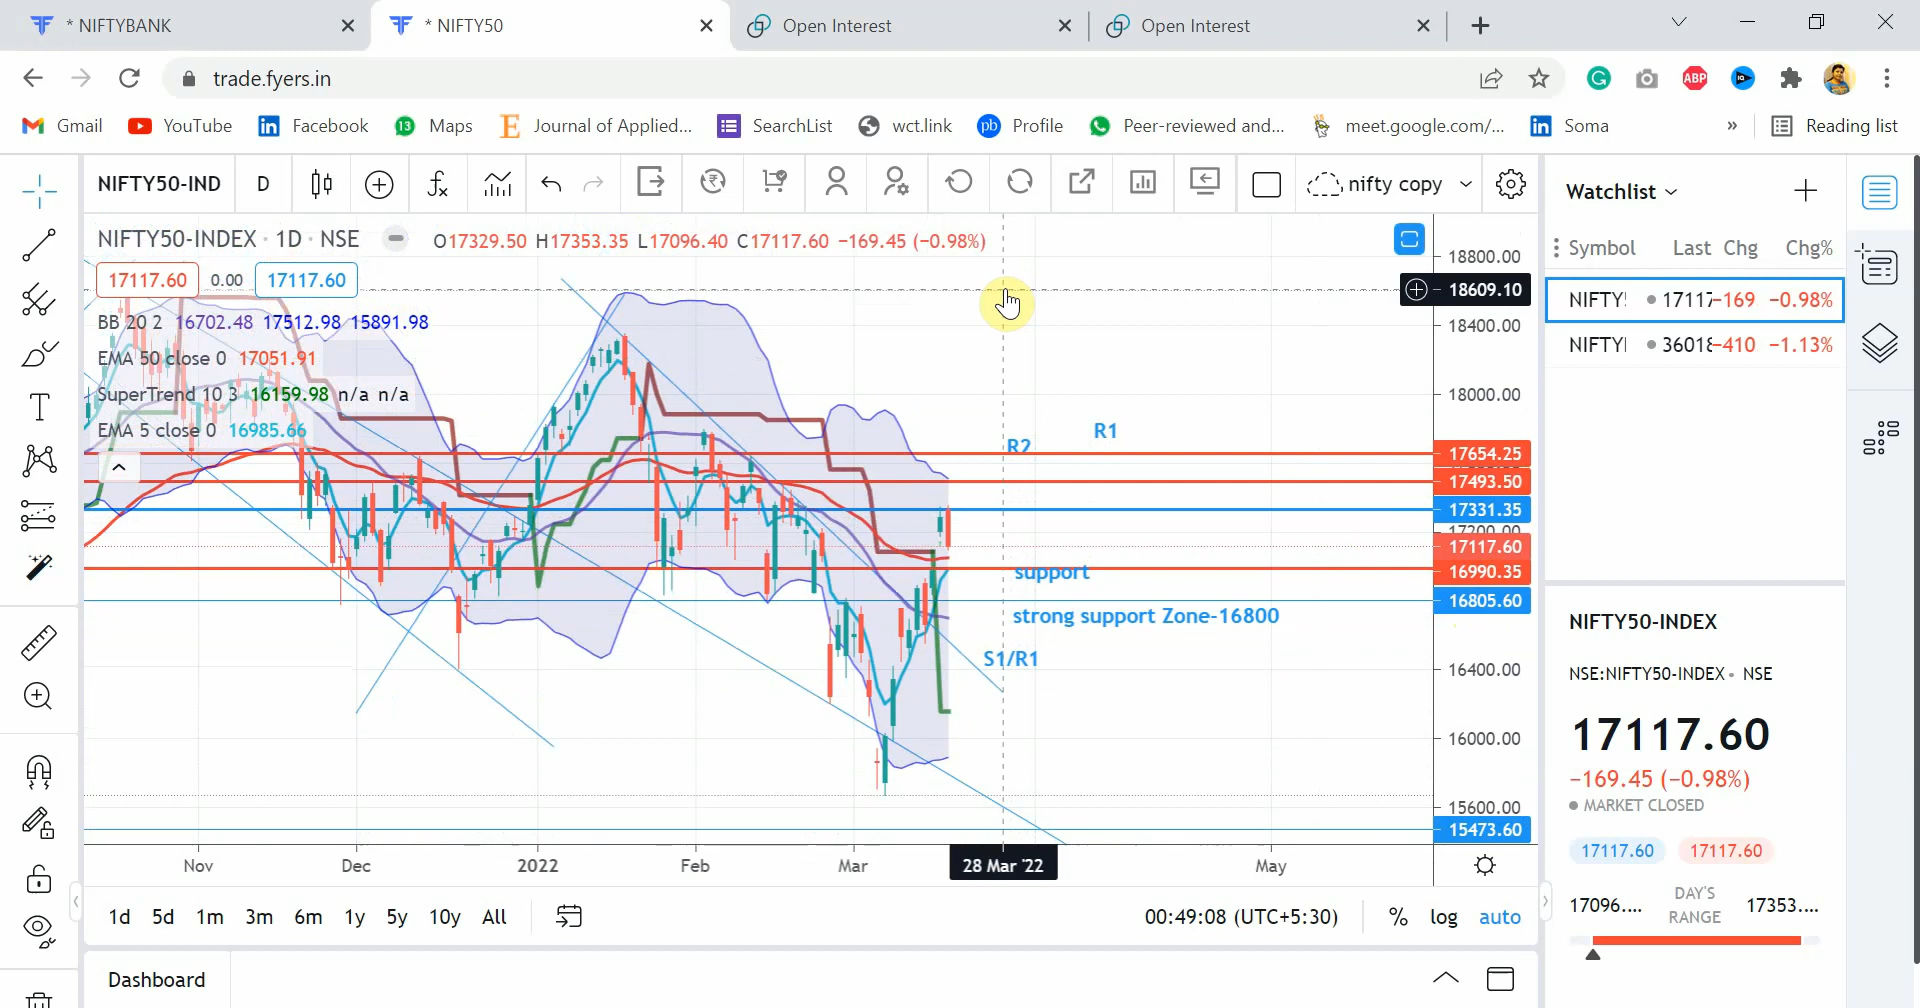 * NIFTYBANK
* NIFTY50
Open Interest
Open Interest
trade.fyers.in
Gmail
YouTube
Facebook
Maps
Journal of Applied...
SearchList
wct.link
Profile
Peer-reviewed and...
meet.google.com/...
Soma
»
Reading list
NIFTY50-IND
D
nifty copy
NIFTY50-INDEX · 1D · NSE
O17329.50 H17353.35 L17096.40 C17117.60 −169.45 (−0.98%)
17117.60
0.00
17117.60
BB 20 2 16702.48 17512.98 15891.98
EMA 50 close 0 17051.91
SuperTrend 10 3 16159.98 n/a n/a
EMA 5 close 0 16985.66
R2
R1
support
strong support Zone-16800
S1/R1
18800.00
18609.10
18400.00
18000.00
17654.25
17493.50
17331.35
17200.00
17117.60
16990.35
16805.60
16400.00
16000.00
15600.00
15473.60
Nov
Dec
2022
Feb
Mar
28 Mar '22
May
1d 5d 1m 3m 6m 1y 5y 10y All
00:49:08 (UTC+5:30)
%
log
auto
Dashboard
Watchlist
Symbol Last Chg Chg%
NIFTY 17117 −169 −0.98%
NIFTY 36018 −410 −1.13%
NIFTY50-INDEX
NSE:NIFTY50-INDEX • NSE
17117.60
−169.45 (−0.98%)
MARKET CLOSED
17117.60
17117.60
17096....
DAY'S
RANGE
17353....